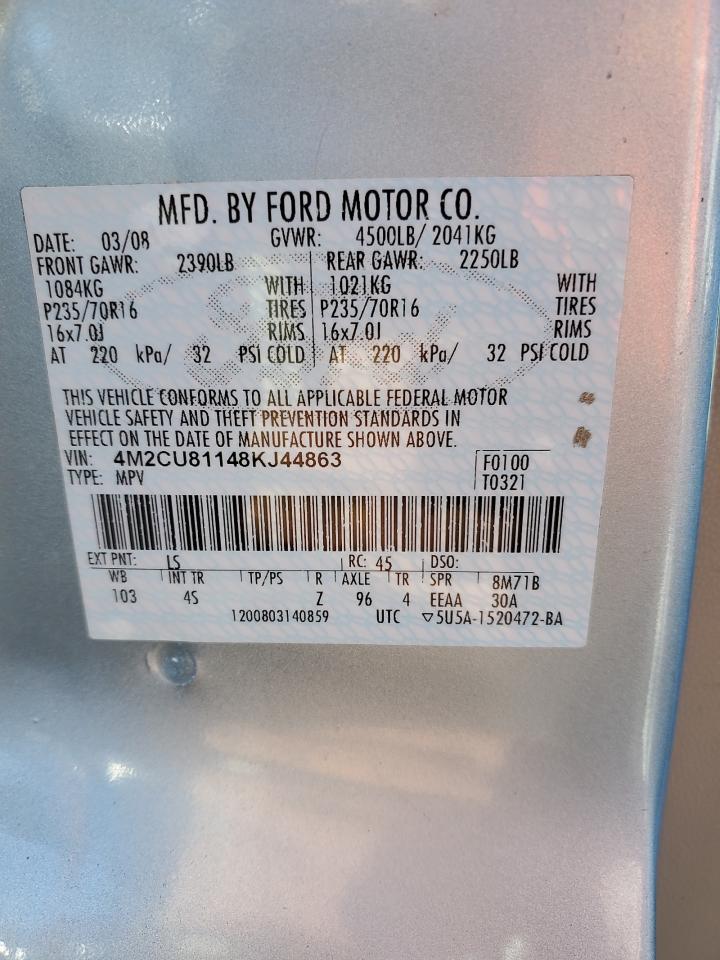 MFD. BY FORD MOTOR CO.
DATE: 03/08 GVWR: 4500LB/ 2041KG
FRONT GAWR: 2390LB REAR GAWR: 2250LB
1084KG WITH 1021KG WITH
P235/70R16 TIRES P235/70R16 TIRES
16x7.0J RIMS 16x7.0J RIMS
AT 220 kPa/ 32 PSI COLD AT 220 kPa/ 32 PSI COLD
THIS VEHICLE CONFORMS TO ALL APPLICABLE FEDERAL MOTOR
VEHICLE SAFETY AND THEFT PREVENTION STANDARDS IN
EFFECT ON THE DATE OF MANUFACTURE SHOWN ABOVE.
VIN: 4M2CU81148KJ44863 F0100
TYPE: MPV T0321
EXT PNT: LS RC: 45 DSO:
WB INT TR TP/PS R AXLE TR SPR 8M71B
103 4S Z 96 4 EEAA 30A
1200803140859 UTC ▽5U5A-1520472-BA